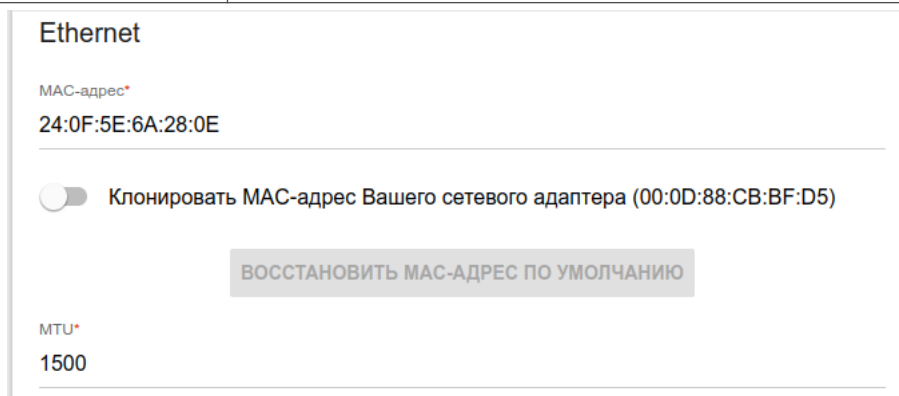 Ethernet
MAC-адрес*
24:0F:5E:6A:28:0E
Клонировать MAC-адрес Вашего сетевого адаптера (00:0D:88:CB:BF:D5)
ВОССТАНОВИТЬ MAC-АДРЕС ПО УМОЛЧАНИЮ
MTU*
1500